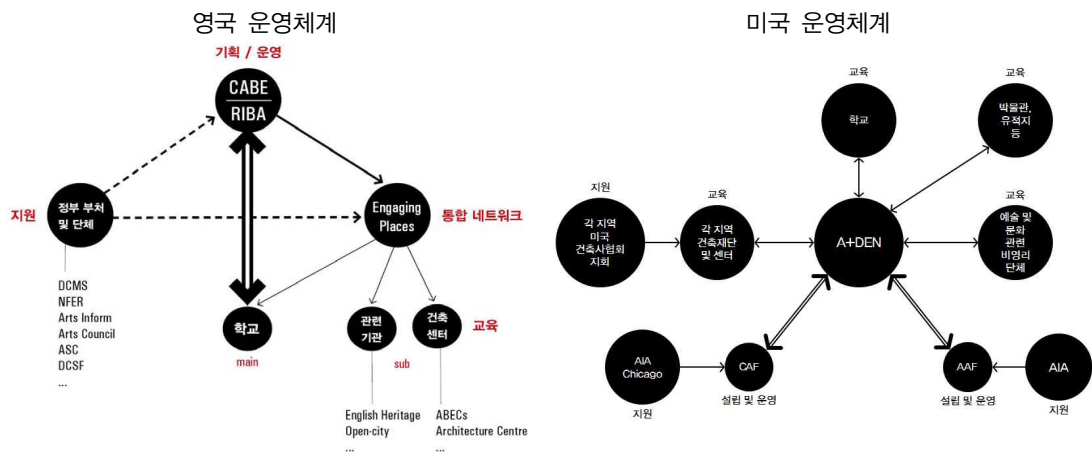 영국 운영체계
기획 / 운영
CABE
RIBA
지원
정부 부처
및 단체
Engaging
Places
통합 네트워크
DCMS
NFER
Arts Inform
Arts Council
ASC
DCSF
...
학교
main
관련
기관
sub
건축
센터
교육
English Heritage
Open-city
...
ABECs
Architecture Centre
...
미국 운영체계
교육
학교
교육
박물관,
유적지
등
지원
각 지역
미국
건축사협회
지회
교육
각 지역
건축재단
및 센터
A+DEN
교육
예술 및
문화
관련
비영리
단체
AIA
Chicago
지원
CAF
설립 및 운영
AAF
설립 및 운영
AIA
지원